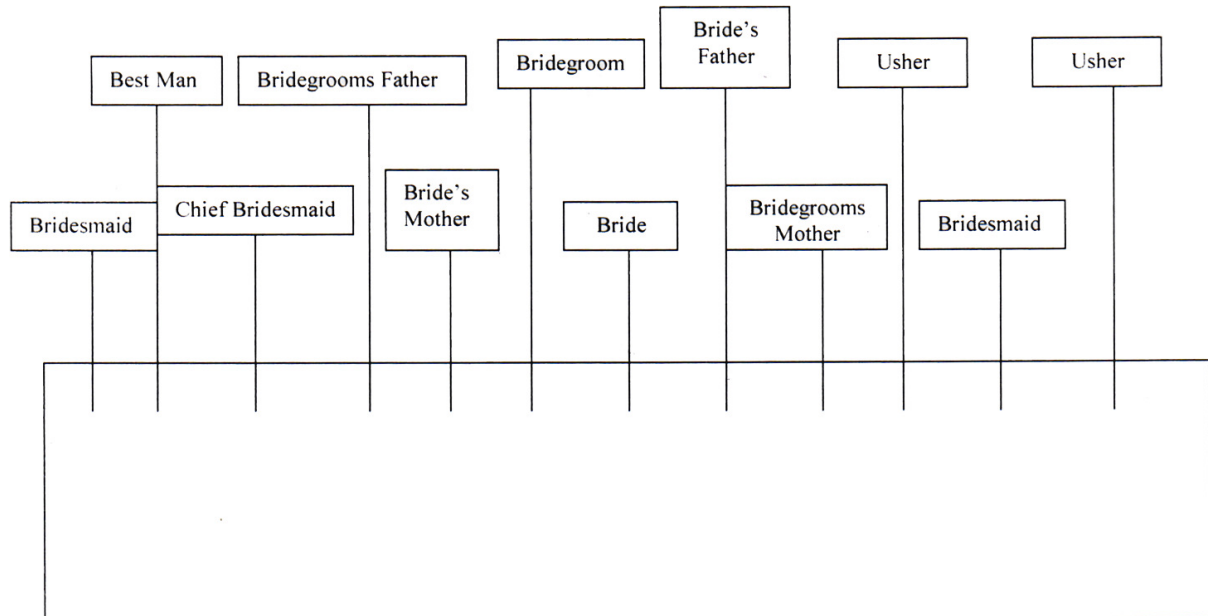 Best Man
Bridegrooms Father
Bridegroom
Bride's
Father
Usher
Usher
Bridesmaid
Chief Bridesmaid
Bride's
Mother
Bride
Bridegrooms
Mother
Bridesmaid